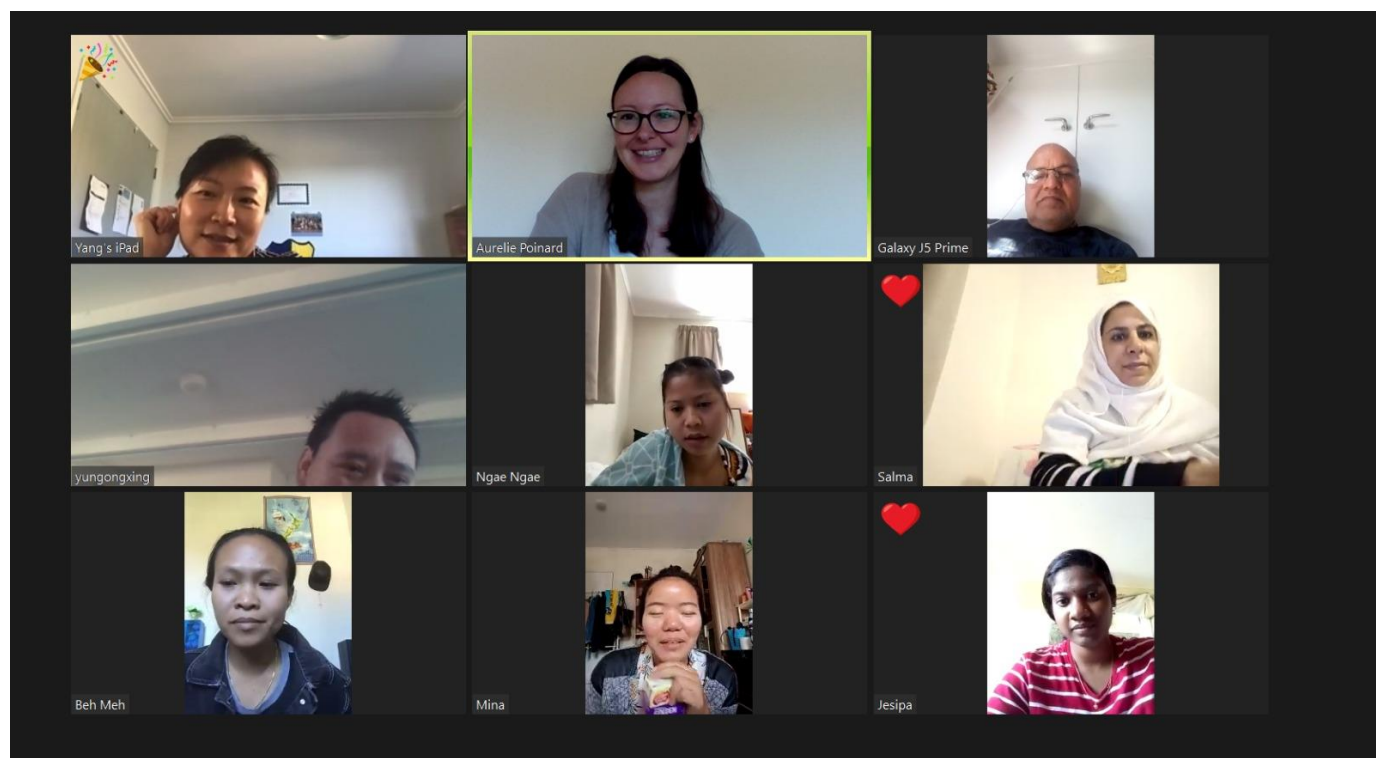 Yang's iPad
Aurelie Poinard
Galaxy J5 Prime
yungongxing
Ngae Ngae
Salma
Beh Meh
Mina
Jesipa